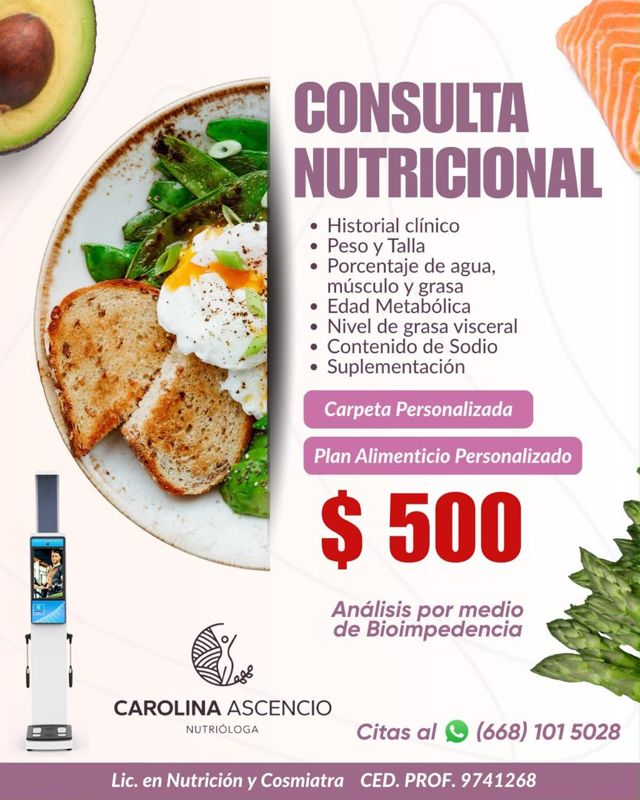 CONSULTA
NUTRICIONAL
• Historial clínico
• Peso y Talla
• Porcentaje de agua,
músculo y grasa
• Edad Metabólica
• Nivel de grasa visceral
• Contenido de Sodio
• Suplementación
Carpeta Personalizada
Plan Alimenticio Personalizado
$ 500
Análisis por medio
de Bioimpedencia
CAROLINA ASCENCIO
NUTRIÓLOGA
Citas al (668) 101 5028
Lic. en Nutrición y Cosmiatra CED. PROF. 9741268